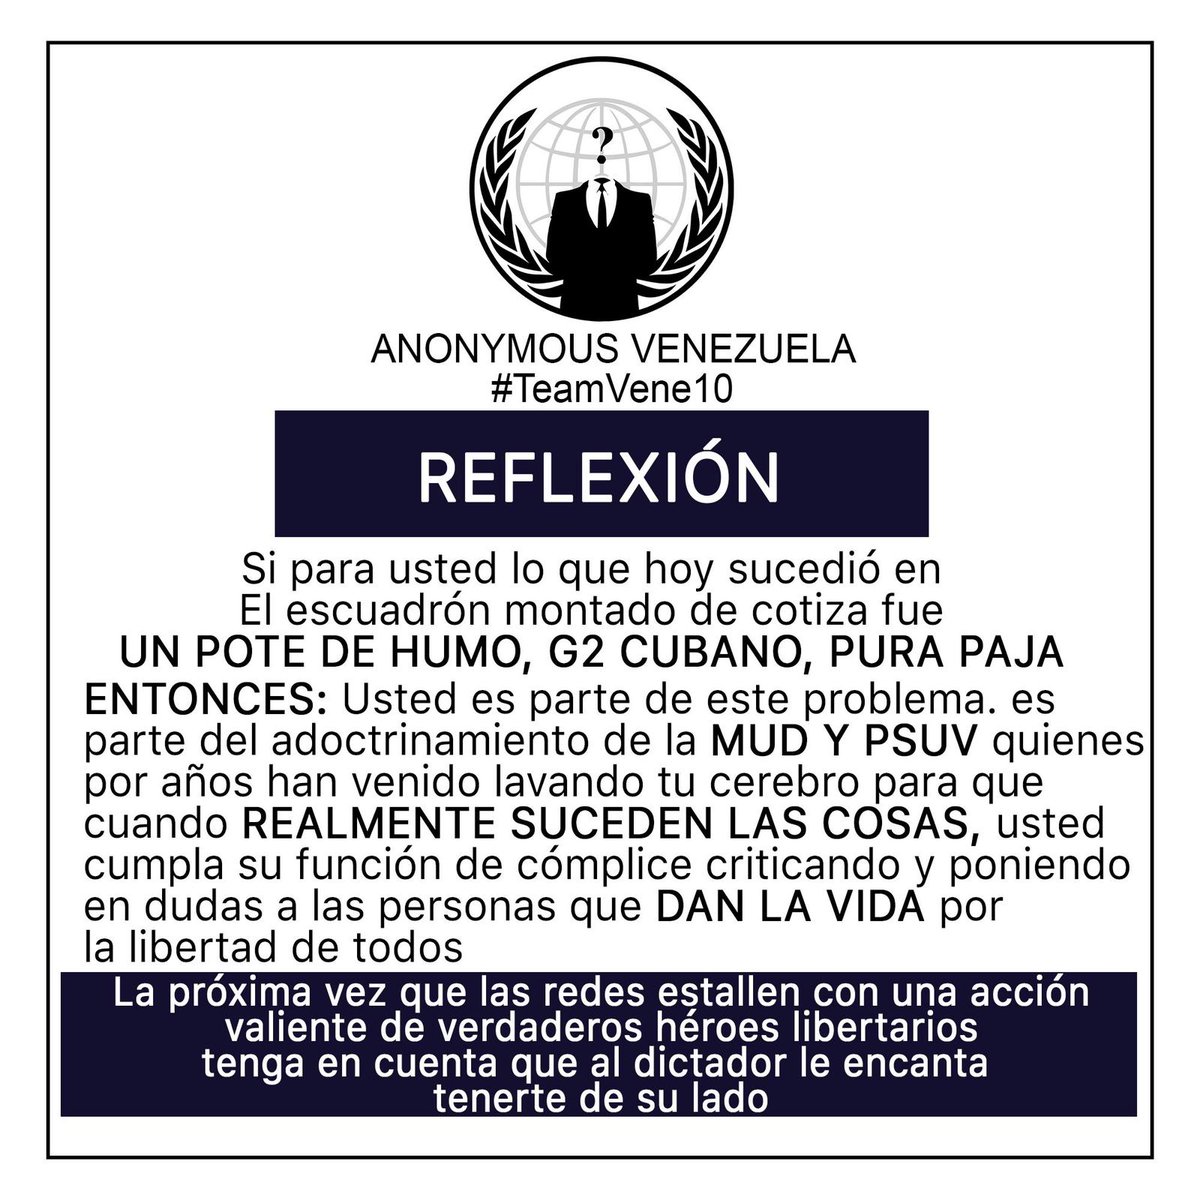 ?
ANONYMOUS VENEZUELA
#TeamVene10
REFLEXIÓN
Si para usted lo que hoy sucedió en
El escuadrón montado de cotiza fue
UN POTE DE HUMO, G2 CUBANO, PURA PAJA
ENTONCES: Usted es parte de este problema. es
parte del adoctrinamiento de la MUD Y PSUV quienes
por años han venido lavando tu cerebro para que
cuando REALMENTE SUCEDEN LAS COSAS, usted
cumpla su función de cómplice criticando y poniendo
en dudas a las personas que DAN LA VIDA por
la libertad de todos
La próxima vez que las redes estallen con una acción
valiente de verdaderos héroes libertarios
tenga en cuenta que al dictador le encanta
tenerte de su lado